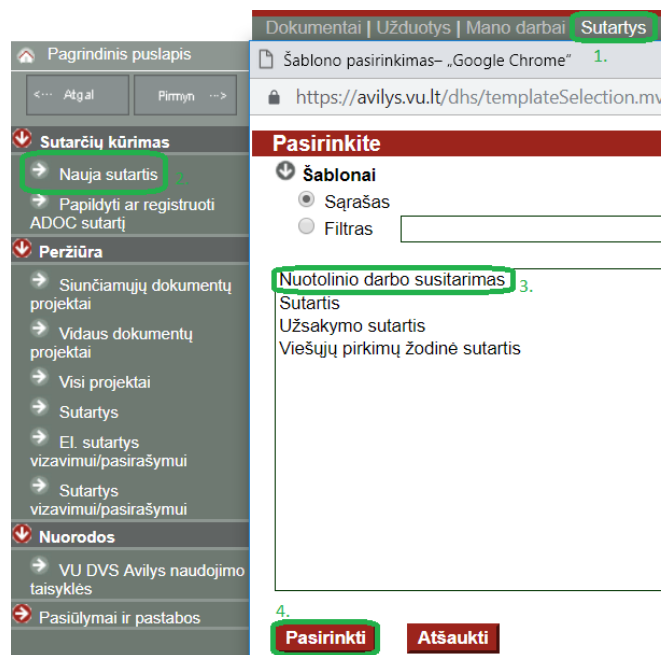 Dokumentai | Užduotys | Mano darbai Sutartys
1.
Pagrindinis puslapis
<··· Atgal
Pirmyn ···>
Sutarčių kūrimas
Nauja sutartis 2.
Papildyti ar registruoti
ADOC sutartį
Peržiūra
Siunčiamųjų dokumentų
projektai
Vidaus dokumentų
projektai
Visi projektai
Sutartys
El. sutartys
vizavimui/pasirašymui
Sutartys
vizavimui/pasirašymui
Nuorodos
VU DVS Avilys naudojimo
taisyklės
Pasiūlymai ir pastabos
Šablono pasirinkimas– „Google Chrome“
https://avilys.vu.lt/dhs/templateSelection.mv
Pasirinkite
Šablonai
Sąrašas
Filtras
Nuotolinio darbo susitarimas 3.
Sutartis
Užsakymo sutartis
Viešųjų pirkimų žodinė sutartis
4.
Pasirinkti
Atšaukti